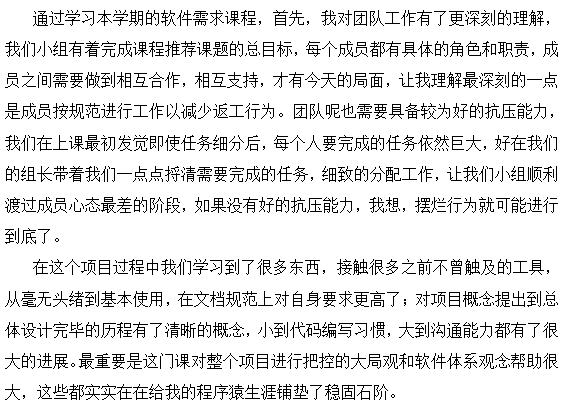 通过学习本学期的软件需求课程，首先，我对团队工作有了更深刻的理解，
我们小组有着完成课程推荐课题的总目标，每个成员都有具体的角色和职责，成
员之间需要做到相互合作，相互支持，才有今天的局面，让我理解最深刻的一点
是成员按规范进行工作以减少返工行为。团队呢也需要具备较为好的抗压能力，
我们在上课最初发觉即使任务细分后，每个人要完成的任务依然巨大，好在我们
的组长带着我们一点点捋清需要完成的任务，细致的分配工作，让我们小组顺利
渡过成员心态最差的阶段，如果没有好的抗压能力，我想，摆烂行为就可能进行
到底了。
在这个项目过程中我们学习到了很多东西，接触很多之前不曾触及的工具，
从毫无头绪到基本使用，在文档规范上对自身要求更高了；对项目概念提出到总
体设计完毕的历程有了清晰的概念，小到代码编写习惯，大到沟通能力都有了很
大的进展。最重要是这门课对整个项目进行把控的大局观和软件体系观念帮助很
大，这些都实实在在给我的程序猿生涯铺垫了稳固石阶。